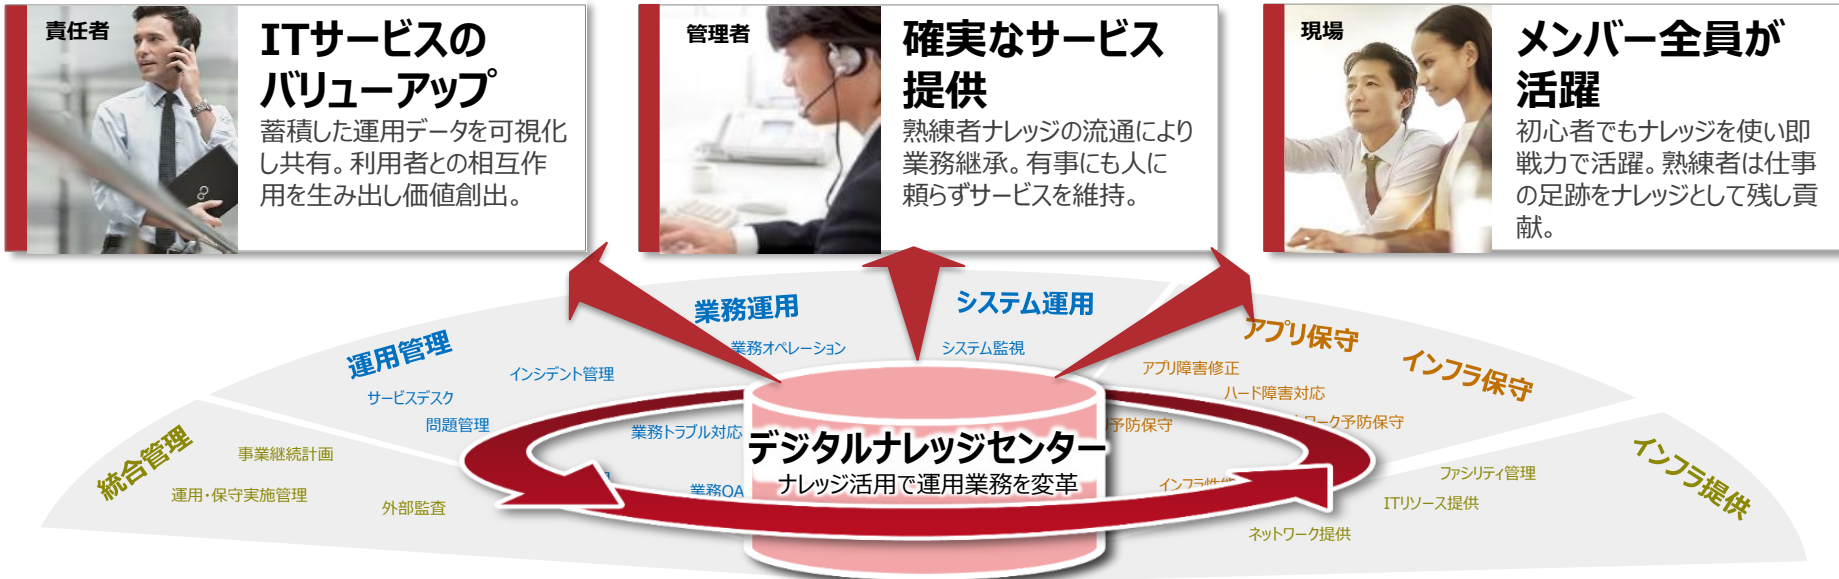 責任者
ITサービスの
バリューアップ
蓄積した運用データを可視化
し共有。利用者との相互作
用を生み出し価値創出。
管理者
確実なサービス
提供
熟練者ナレッジの流通により
業務継承。有事にも人に
頼らずサービスを維持。
現場
メンバー全員が
活躍
初心者でもナレッジを使い即
戦力で活躍。熟練者は仕事
の足跡をナレッジとして残し貢
献。
統合管理
事業継続計画
運用・保守実施管理
外部監査
運用管理
サービスデスク
インシデント管理
問題管理
業務運用
業務オペレーション
業務トラブル対応
業務QA
システム運用
システム監視
アプリ保守
アプリ障害修正
予防保守
インフラ保守
ハード障害対応
ワーク予防保守
インフラ性
インフラ提供
ファシリティ管理
ITリソース提供
ネットワーク提供
デジタルナレッジセンター
ナレッジ活用で運用業務を変革